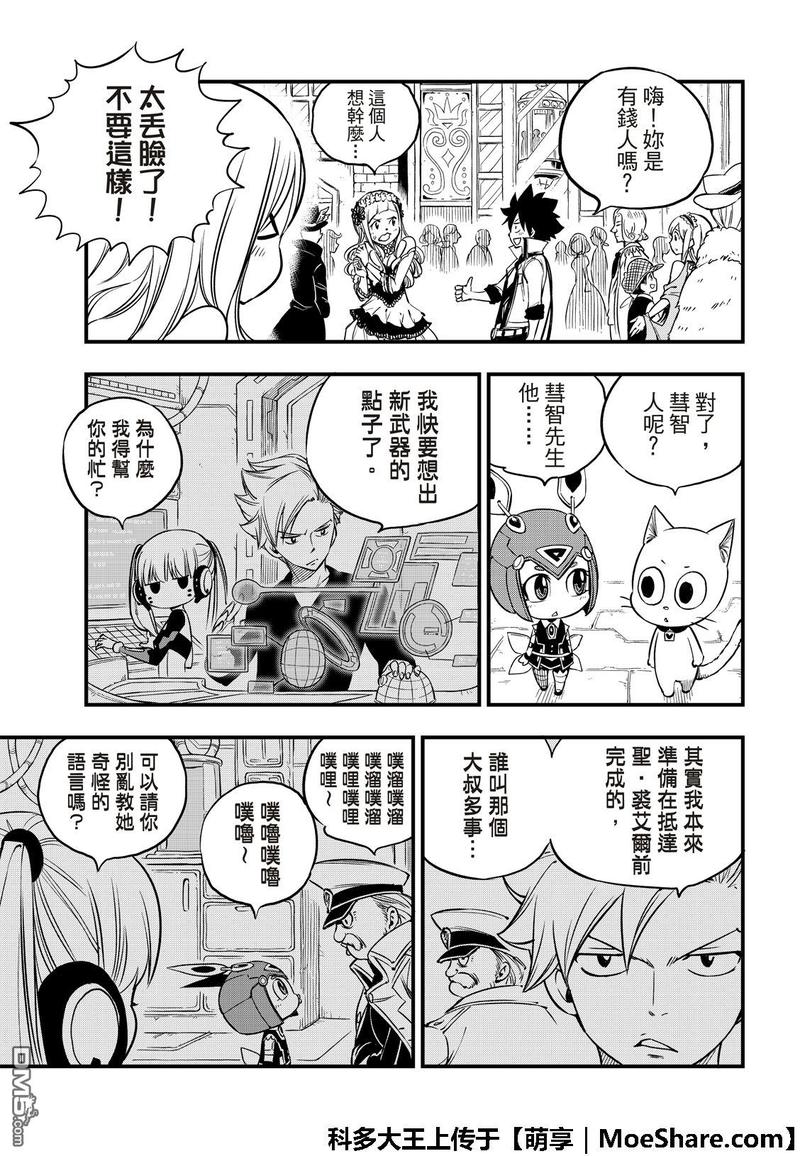 嗨！妳是
有錢人嗎？
這個人
想幹麼…
太丟臉了！
不要這樣！
對了，
彗智
人呢？
彗智先生
他……
我快要想出
新武器的
點子了。
為什麼
我得幫
你的忙？
其實我本來
準備在抵達
聖·裘艾爾前
完成的，
誰叫那個
大叔多事…
噗溜噗溜
噗溜噗溜
噗哩噗哩
噗哩～
噗嚕噗嚕
噗嚕～
可以請你
別亂教她
奇怪的
語言嗎？
DM5.com
科多大王上传于【萌享｜MoeShare.com】